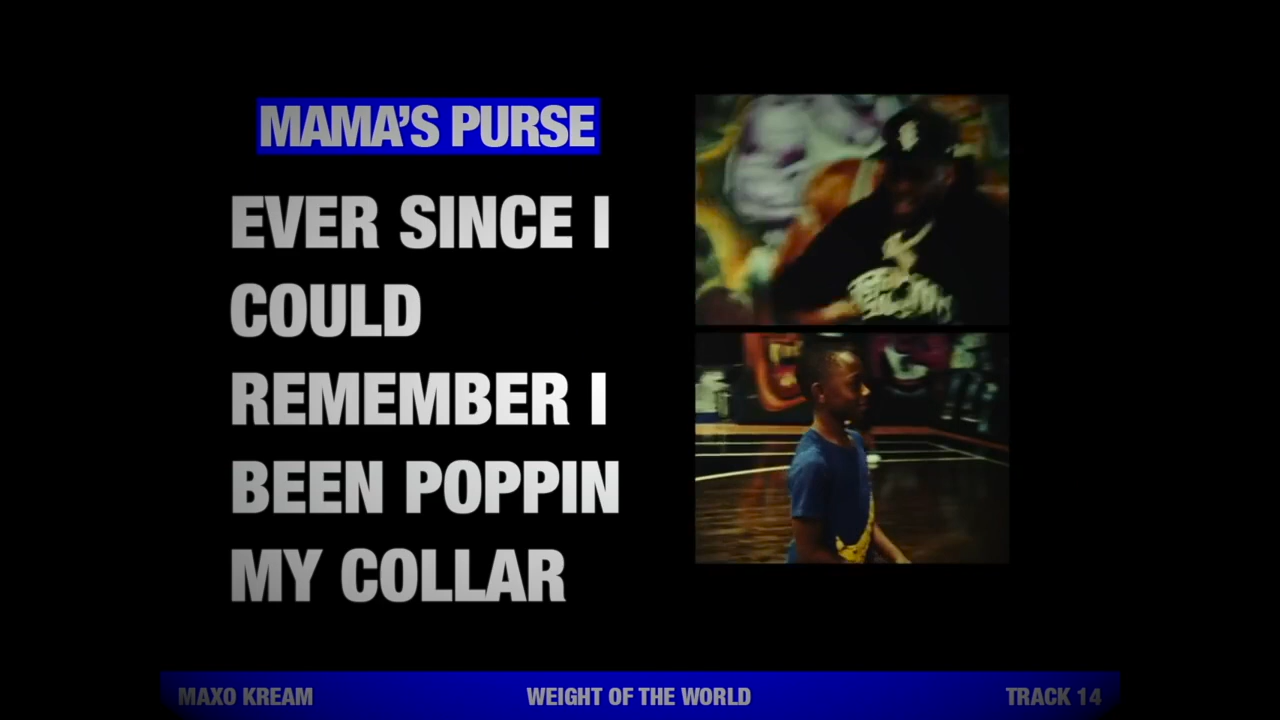 MAMA'S PURSE
EVER SINCE I
COULD
REMEMBER I
BEEN POPPIN
MY COLLAR
MAXO KREAM
WEIGHT OF THE WORLD
TRACK 14